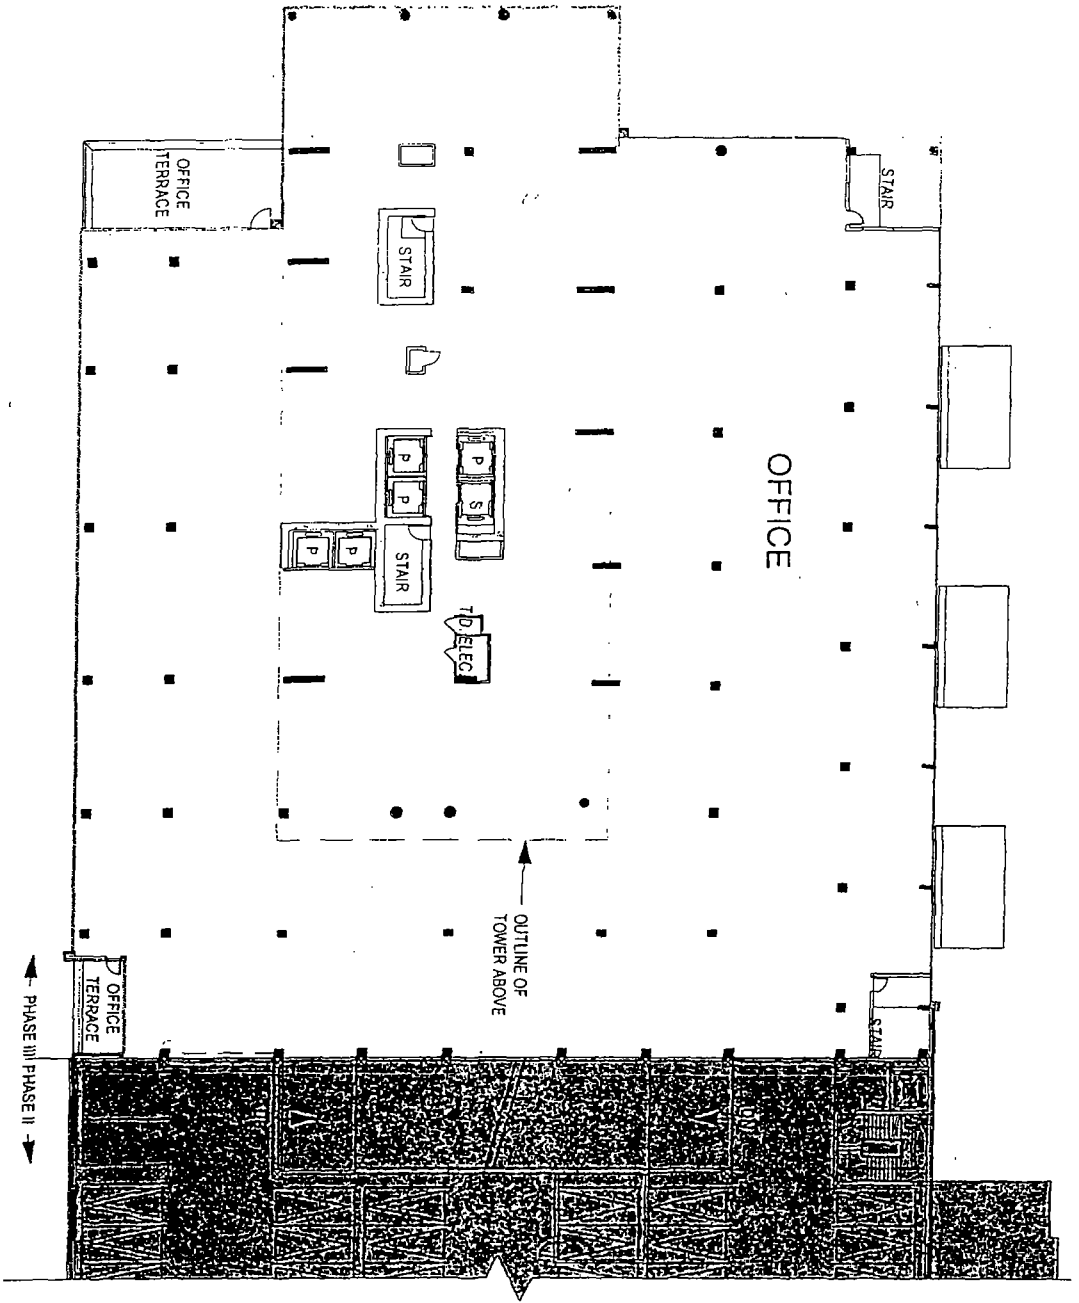 OFFICE
TERRACE
STAIR
STAIR
OFFICE
P
P
P
S
P
P
STAIR
T/D.
ELEC
OUTLINE OF
TOWER ABOVE
OFFICE
TERRACE
STAIR
PHASE III
PHASE II